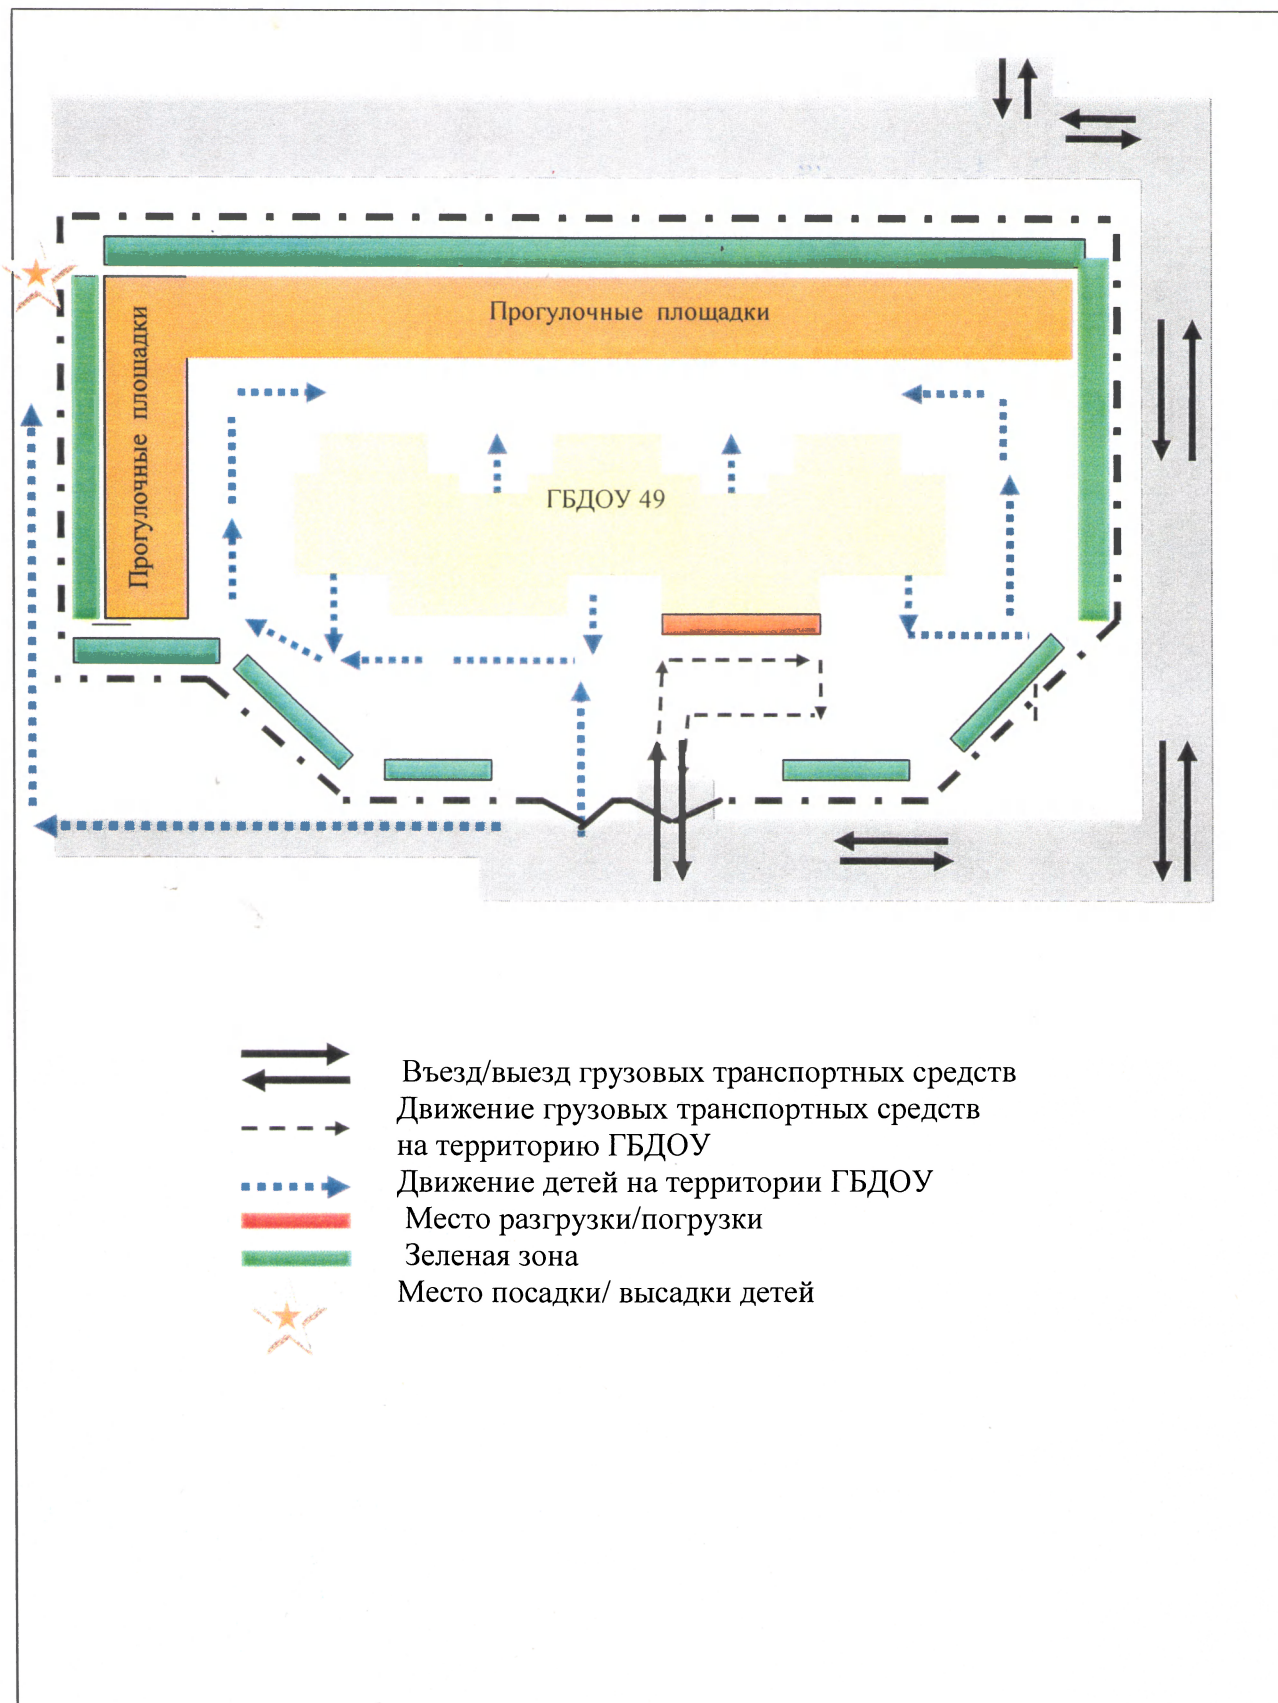 Прогулочные площадки
Прогулочные площадки
ГБДОУ 49
Въезд/выезд грузовых транспортных средств
Движение грузовых транспортных средств
на территорию ГБДОУ
Движение детей на территории ГБДОУ
Место разгрузки/погрузки
Зеленая зона
Место посадки/ высадки детей